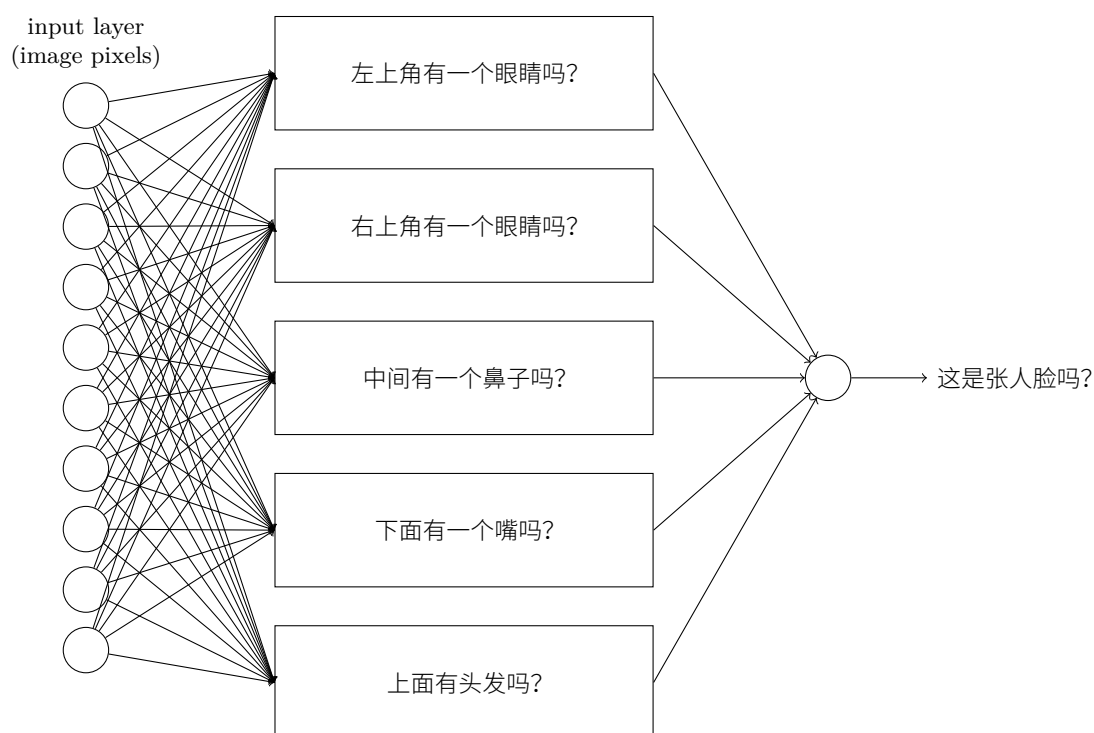 input layer
(image pixels)
左上角有一个眼睛吗？
右上角有一个眼睛吗？
中间有一个鼻子吗？
这是张人脸吗？
下面有一个嘴吗？
上面有头发吗？